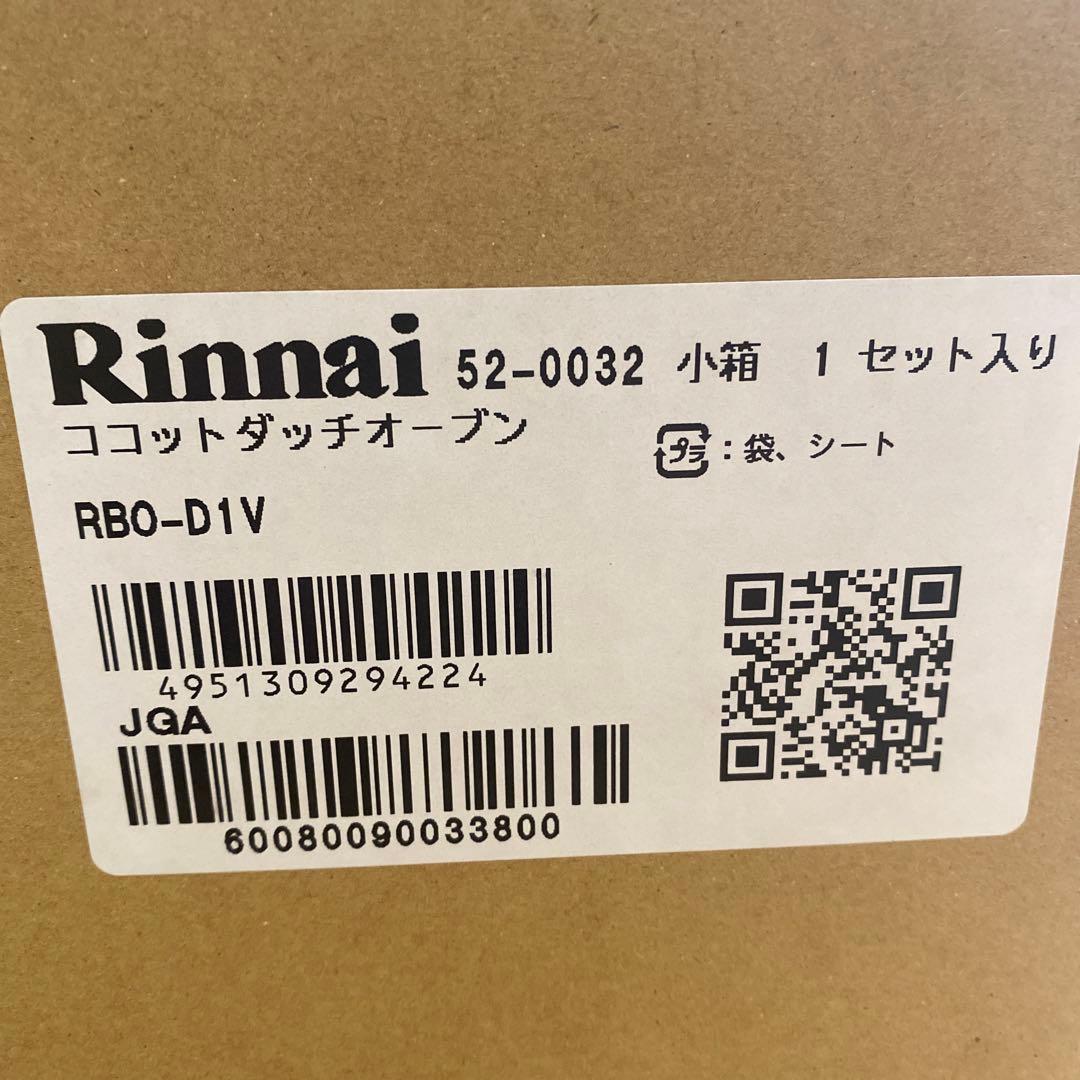 Rinnai 52-0032 小箱 1 セット入り
ココットダッチオーブン
プラ:袋、シート
RBO-D1V
4951309294224
JGA
60080090033800